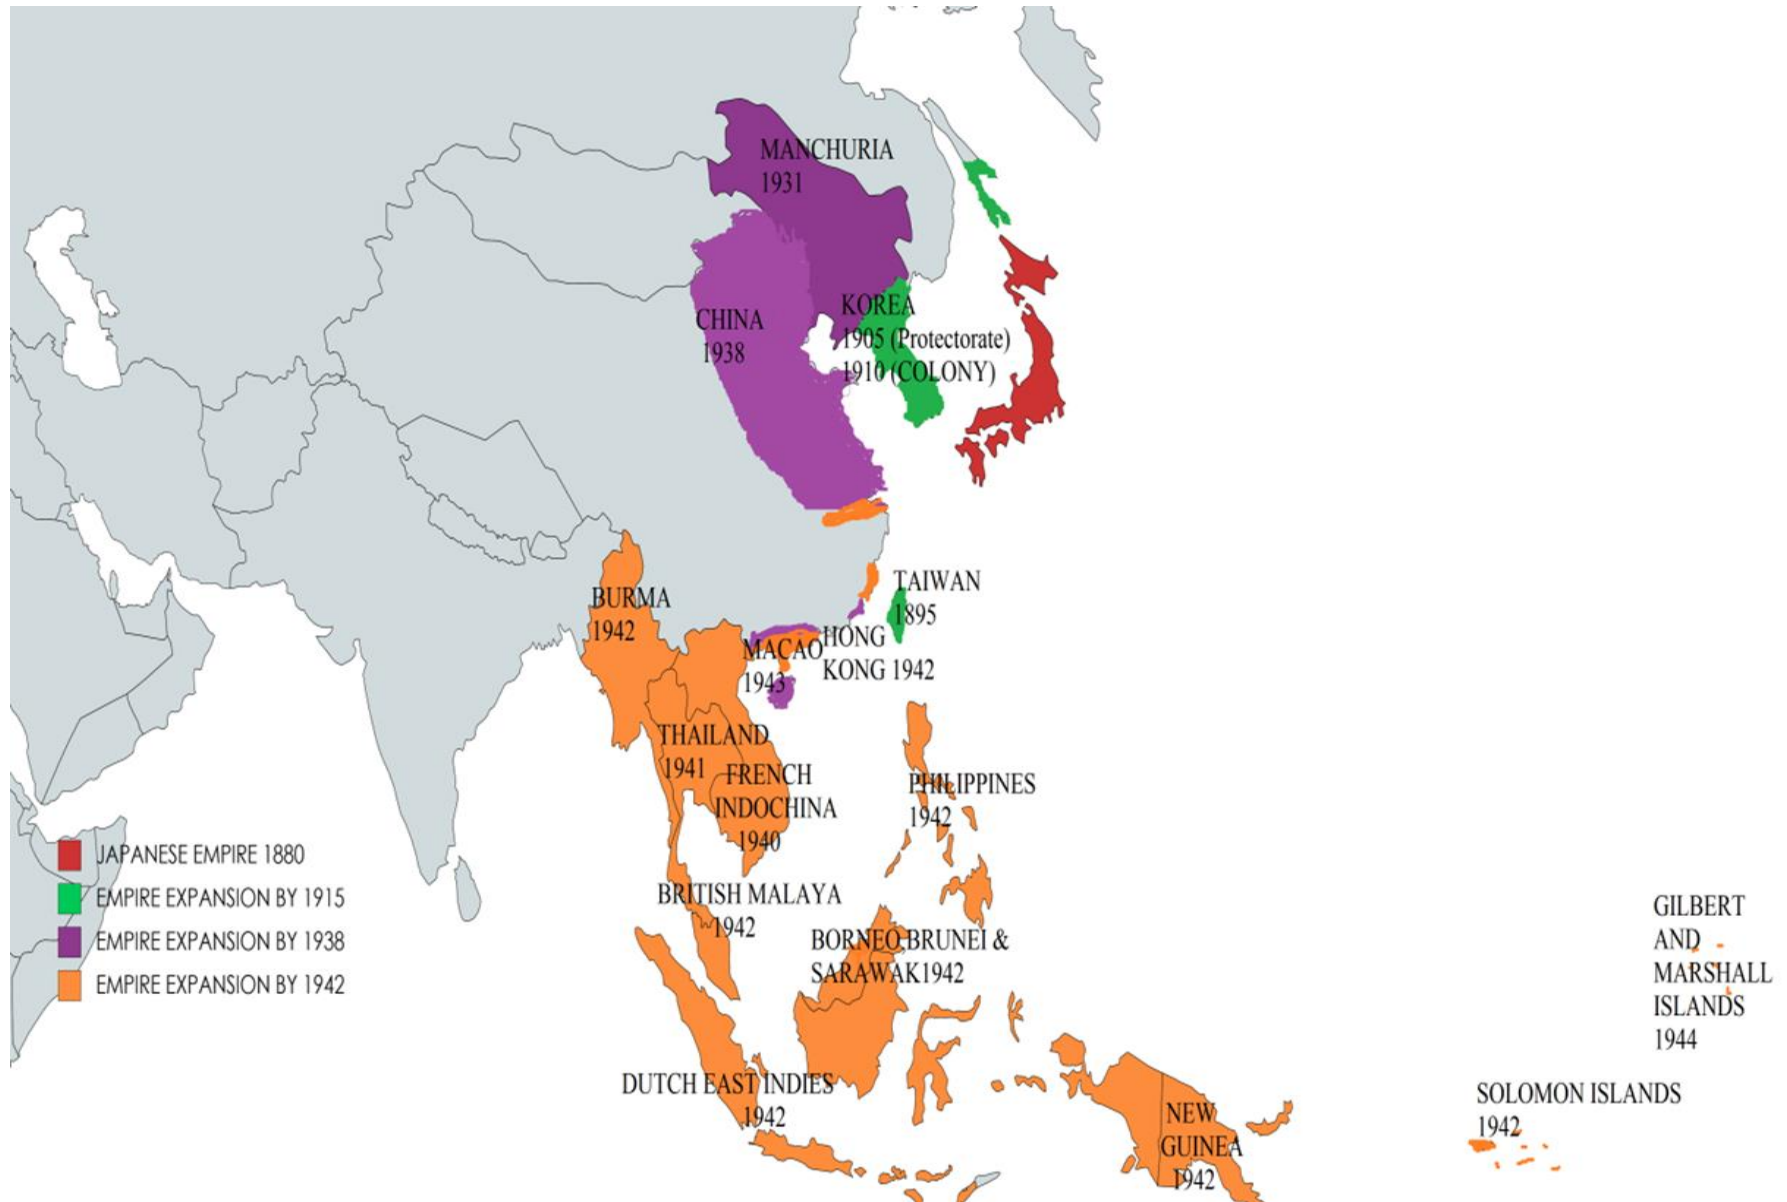 MANCHURIA
1931
CHINA
1938
KOREA
1905 (Protectorate)
1910 (COLONY)
TAIWAN
1895
BURMA
1942
MACAO
1943
HONG
KONG 1942
THAILAND
1941
FRENCH
INDOCHINA
1940
PHILIPPINES
1942
BRITISH MALAYA
1942
BORNEO,BRUNEI &
SARAWAK1942
DUTCH EAST INDIES
1942
NEW
GUINEA
1942
GILBERT
AND
MARSHALL
ISLANDS
1944
SOLOMON ISLANDS
1942
JAPANESE EMPIRE 1880
EMPIRE EXPANSION BY 1915
EMPIRE EXPANSION BY 1938
EMPIRE EXPANSION BY 1942